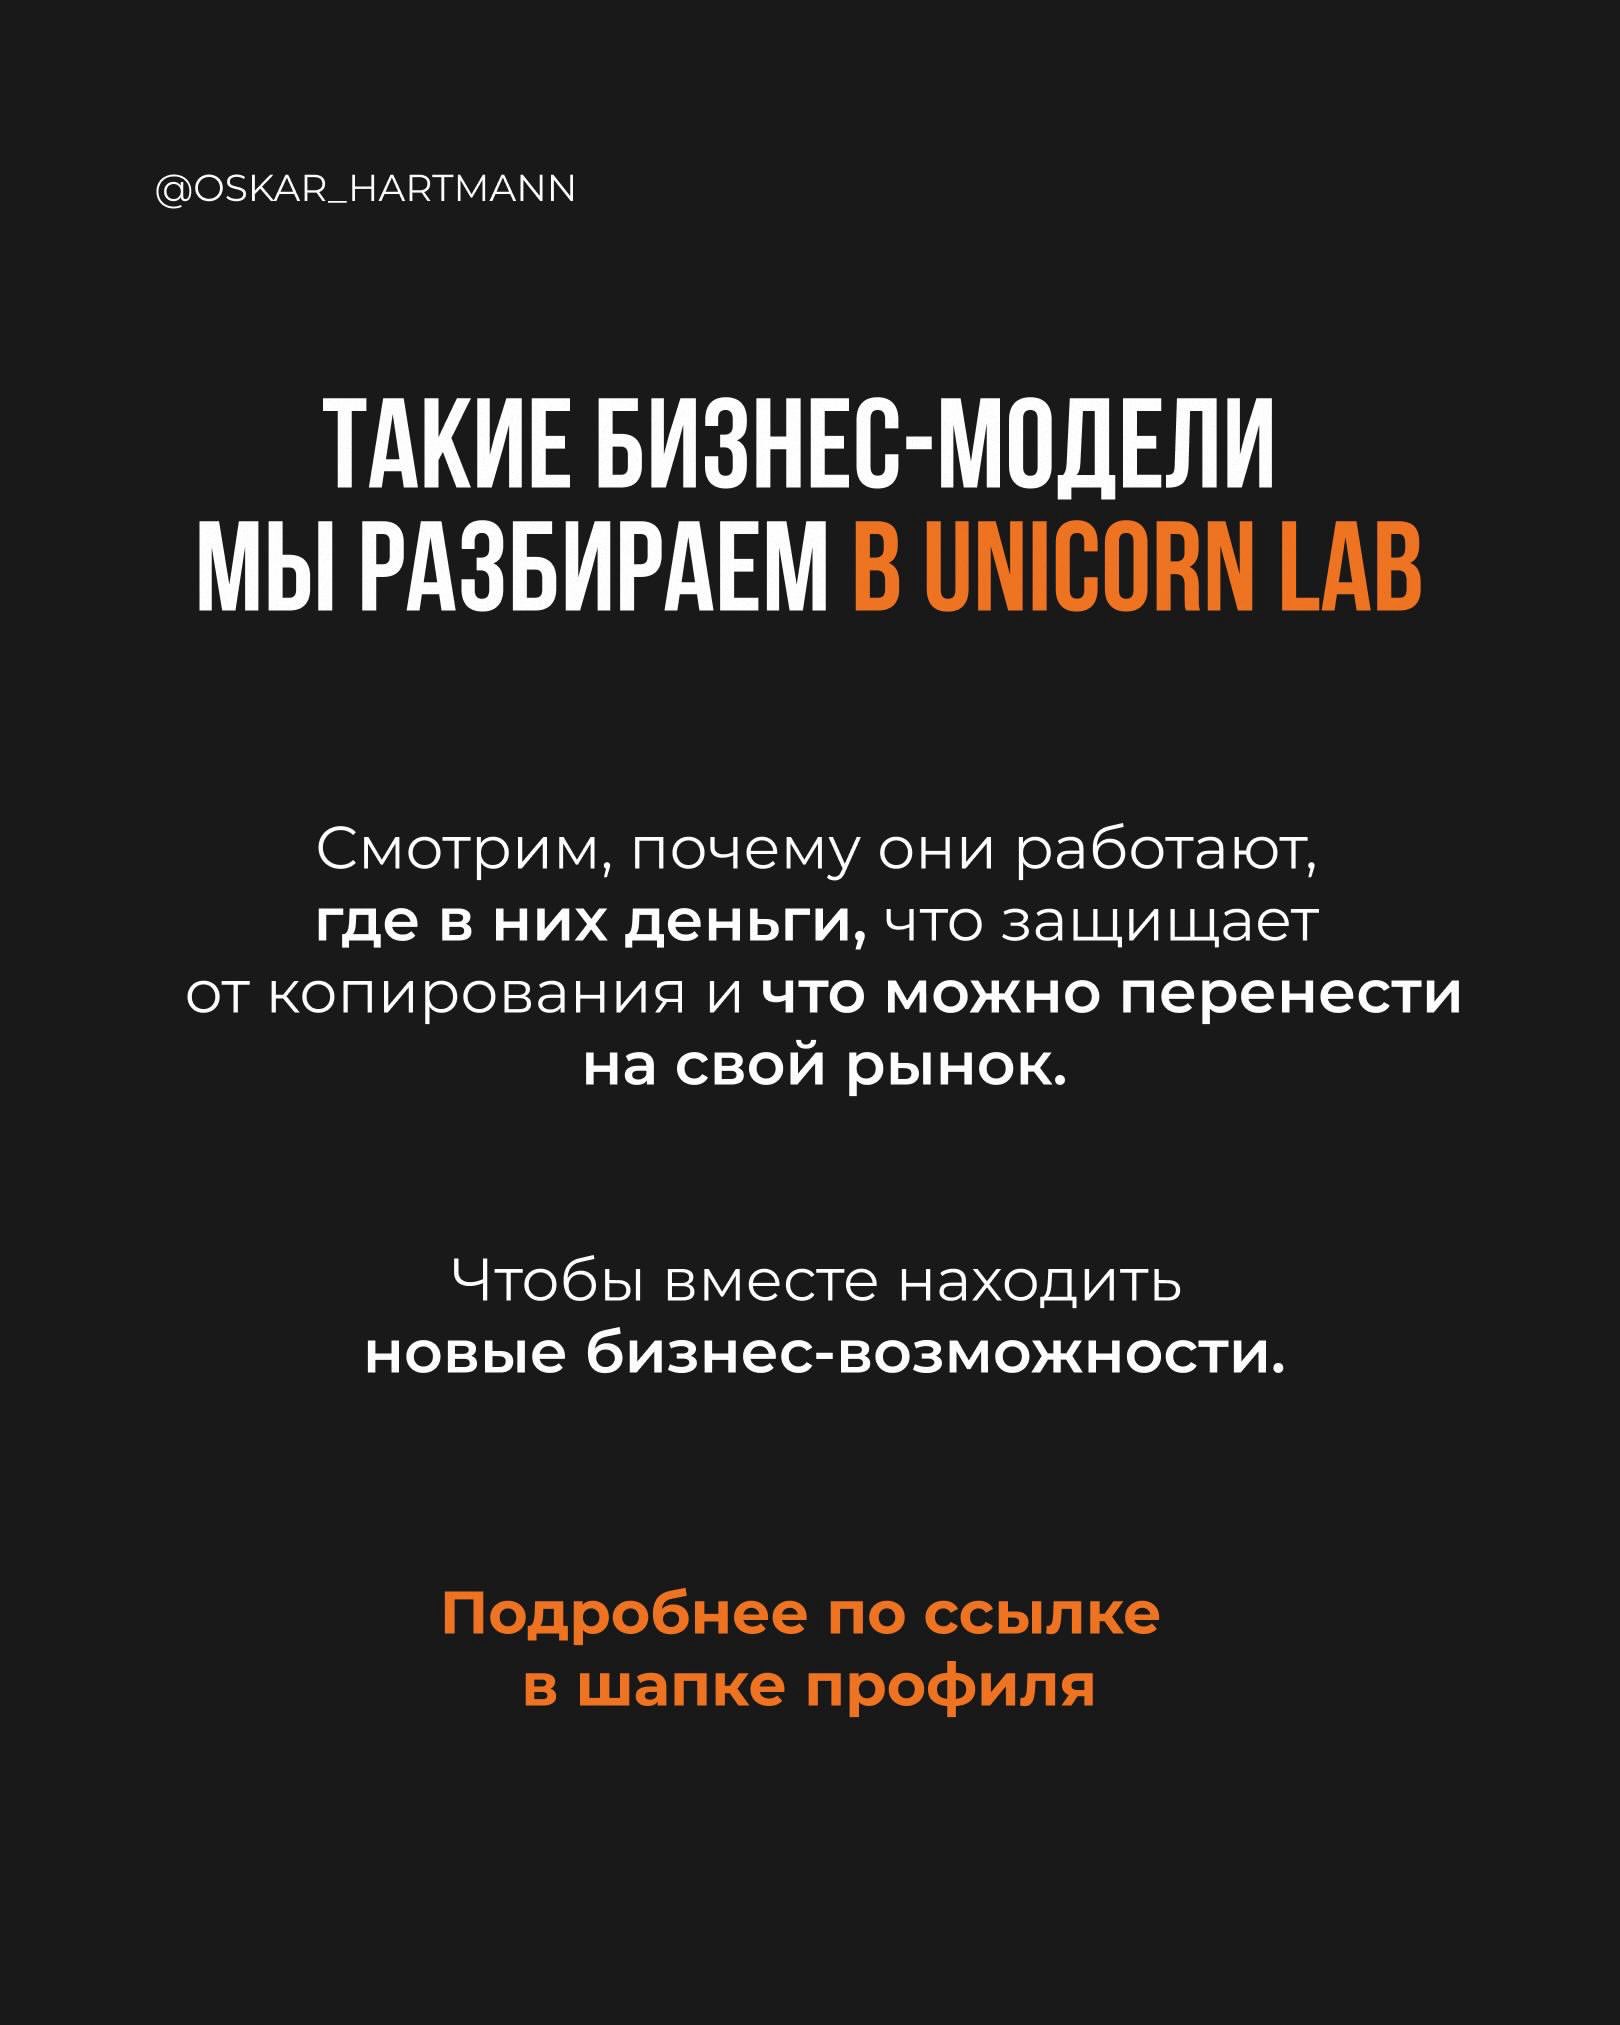 @OSKAR_HARTMANN
ТАКИЕ БИЗНЕС-МОДЕЛИ
МЫ РАЗБИРАЕМ В UNICORN LAB
Смотрим, почему они работают,
где в них деньги, что защищает
от копирования и что можно перенести
на свой рынок.
Чтобы вместе находить
новые бизнес-возможности.
Подробнее по ссылке
в шапке профиля